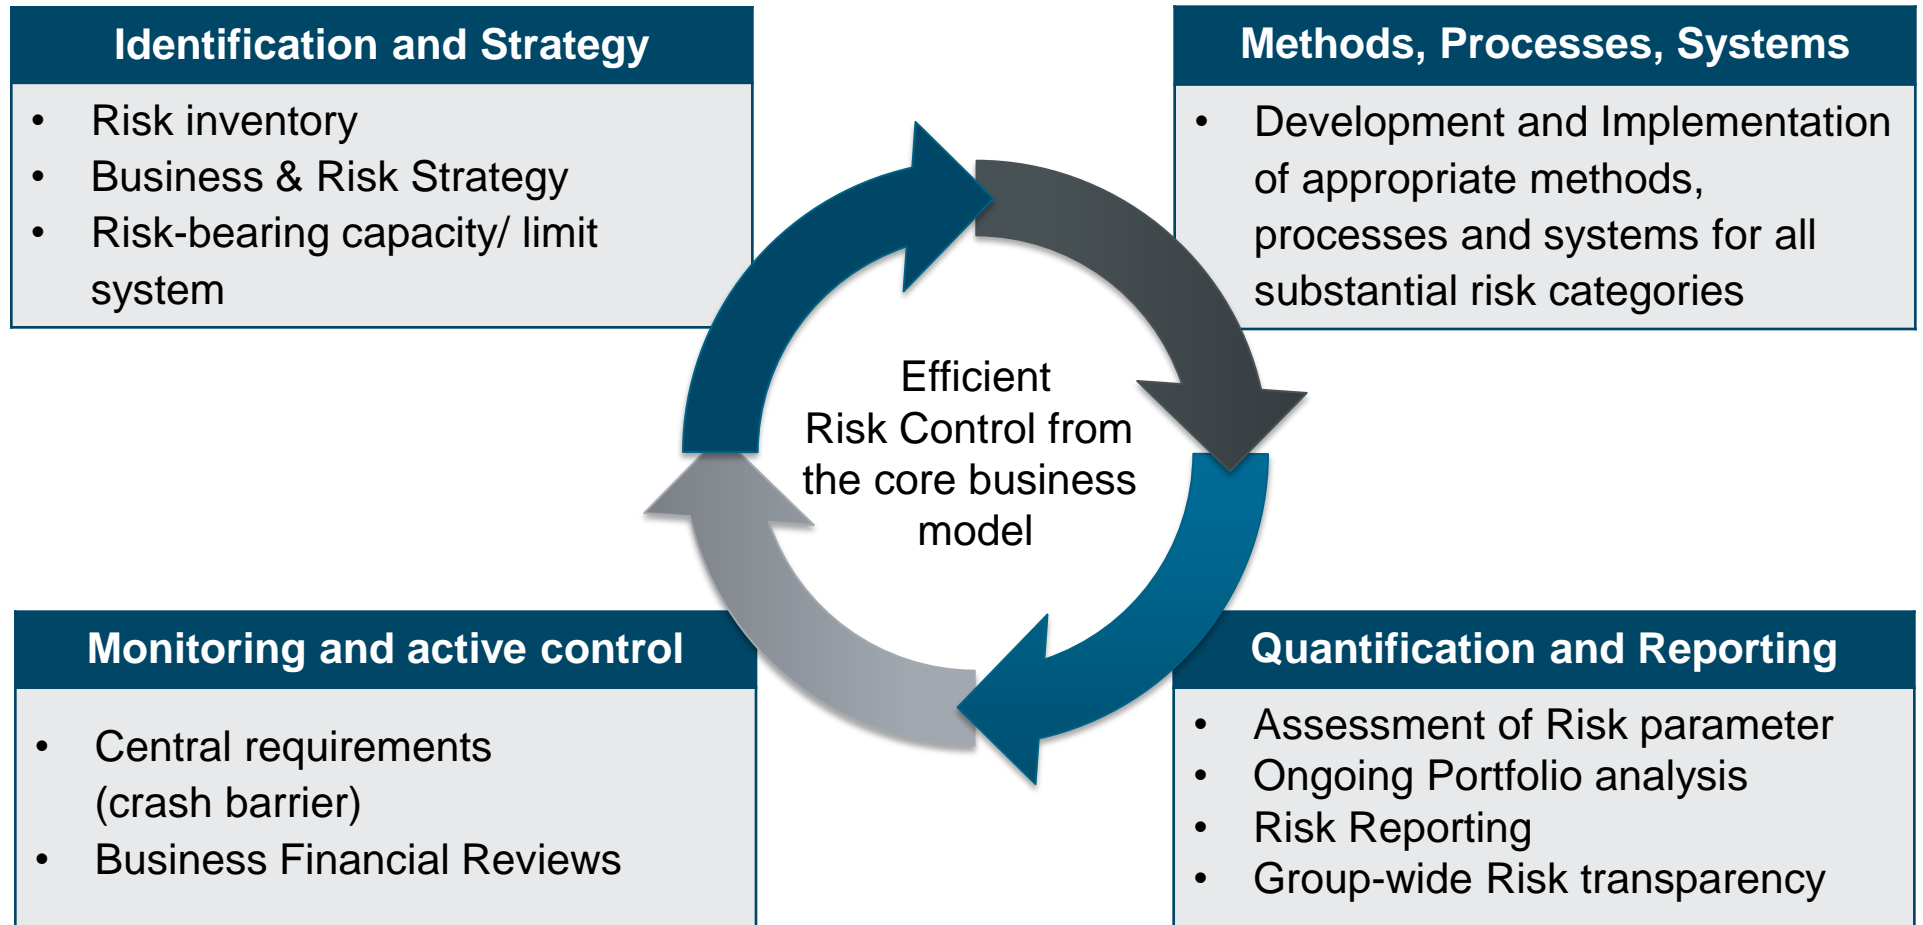 Identification and Strategy
• Risk inventory
• Business & Risk Strategy
• Risk-bearing capacity/ limit
system
Methods, Processes, Systems
• Development and Implementation
of appropriate methods,
processes and systems for all
substantial risk categories
Efficient
Risk Control from
the core business
model
Monitoring and active control
• Central requirements
(crash barrier)
• Business Financial Reviews
Quantification and Reporting
• Assessment of Risk parameter
• Ongoing Portfolio analysis
• Risk Reporting
• Group-wide Risk transparency